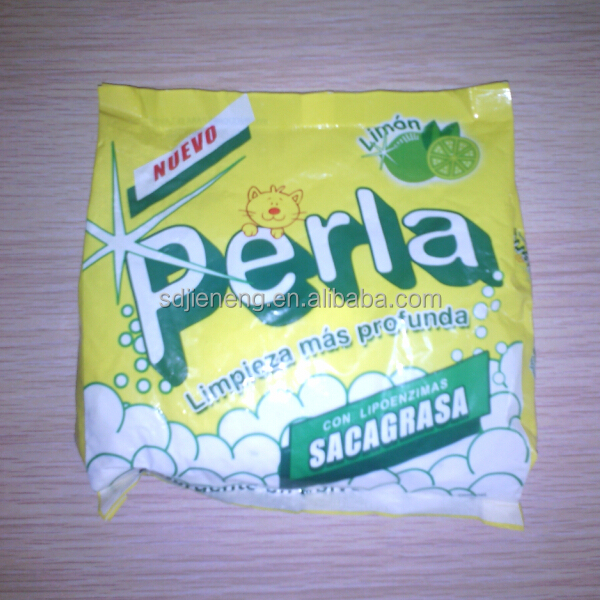 NUEVO
Limón
Perla
sdjieneng.en.alibaba.com
Limpieza más profunda
CON LIPOENZIMAS
SACAGRASA